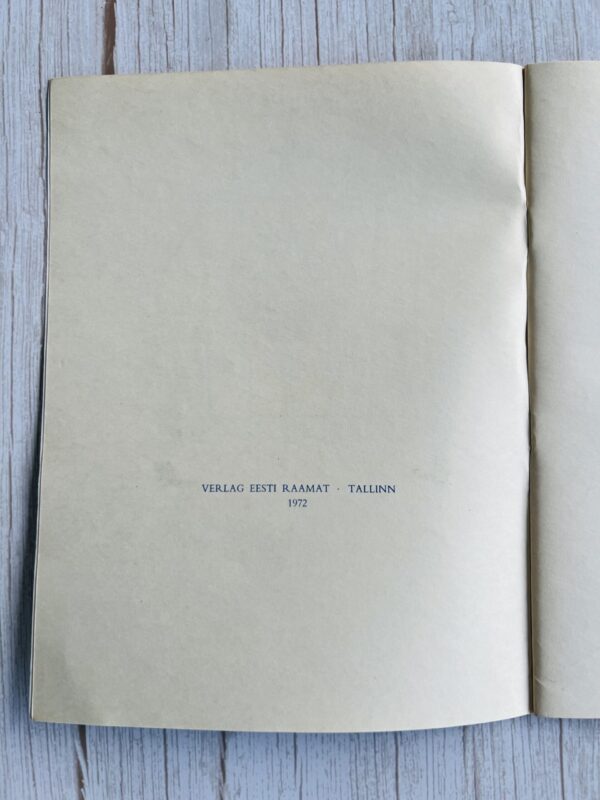 VERLAG EESTI RAAMAT · TALLINN
1972